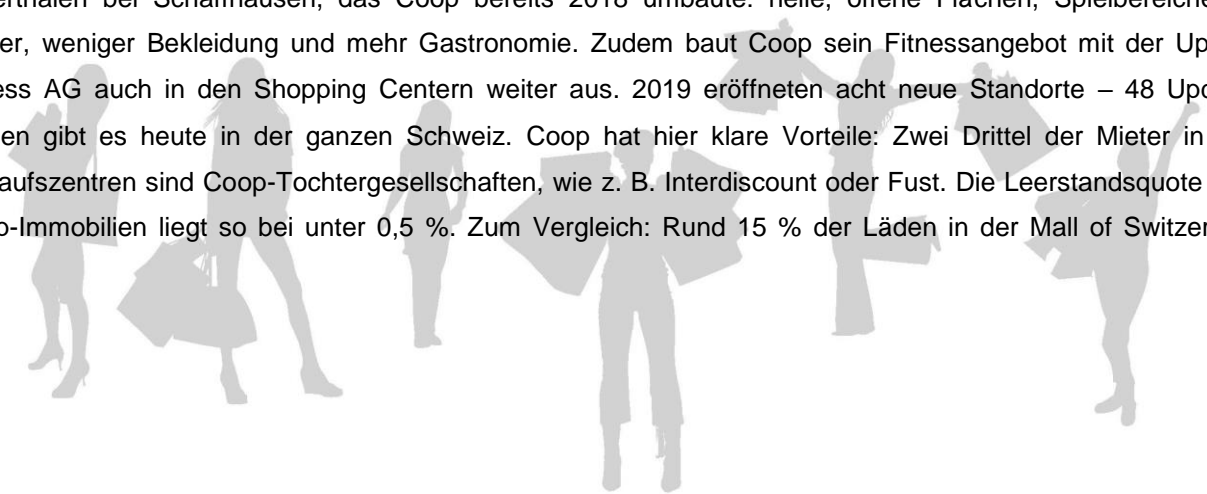 erthalen bei Schaffhausen, das Coop bereits 2018 umbaute: helle, offene Flächen, Spielbereiche
er, weniger Bekleidung und mehr Gastronomie. Zudem baut Coop sein Fitnessangebot mit der Up
ess AG auch in den Shopping Centern weiter aus. 2019 eröffneten acht neue Standorte – 48 Upd
en gibt es heute in der ganzen Schweiz. Coop hat hier klare Vorteile: Zwei Drittel der Mieter in
aufszentren sind Coop-Tochtergesellschaften, wie z. B. Interdiscount oder Fust. Die Leerstandsquote
o-Immobilien liegt so bei unter 0,5 %. Zum Vergleich: Rund 15 % der Läden in der Mall of Switzer